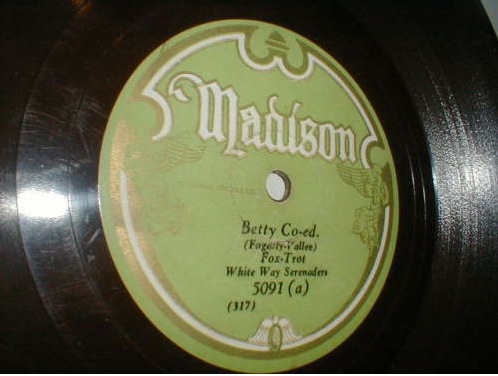 Madison
Betty Co-ed.
(Fogarty-Vallee)
Fox-Trot
White Way Serenaders
5091 (a)
(317)